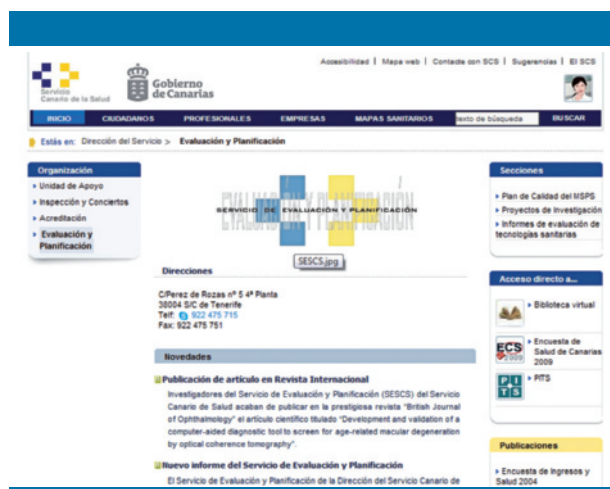 Accesibilidad | Mapa web | Contacte con SCS | Sugerencias | El SCS
Servicio
Canario de la Salud
Gobierno
de Canarias
INICIO CIUDADANOS PROFESIONALES EMPRESAS MAPAS SANITARIOS texto de búsqueda BUSCAR
Estás en: Dirección del Servicio > Evaluación y Planificación
Organización
Unidad de Apoyo
Inspección y Conciertos
Acreditación
Evaluación y
Planificación
EVALUACIÓN Y PLANIFICACIÓN
SERVICIO DE EVALUACIÓN Y PLANIFICACIÓN
SESCS.jpg
Direcciones
C/Perez de Rozas nº 5 4ª Planta
38004 S/C de Tenerife
Telf: 922 475 715
Fax: 922 475 751
Novedades
Publicación de artículo en Revista Internacional
Investigadores del Servicio de Evaluación y Planificación (SESCS) del Servicio
Canario de Salud acaban de publicar en la prestigiosa revista "British Journal
of Ophthalmology" el artículo científico titulado "Development and validation of a
computer-aided diagnostic tool to screen for age-related macular degeneration
by optical coherence tomography".
Nuevo informe del Servicio de Evaluación y Planificación
El Servicio de Evaluación y Planificación de la Dirección del Servicio Canario de
Secciones
Plan de Calidad del MSPS
Proyectos de Investigación
Informes de evaluación de
tecnologías sanitarias
Acceso directo a...
Biblioteca virtual
ECS
2009
Encuesta de
Salud de Canarias
2009
PITS
PITS
Publicaciones
Encuesta de Ingresos y
Salud 2004